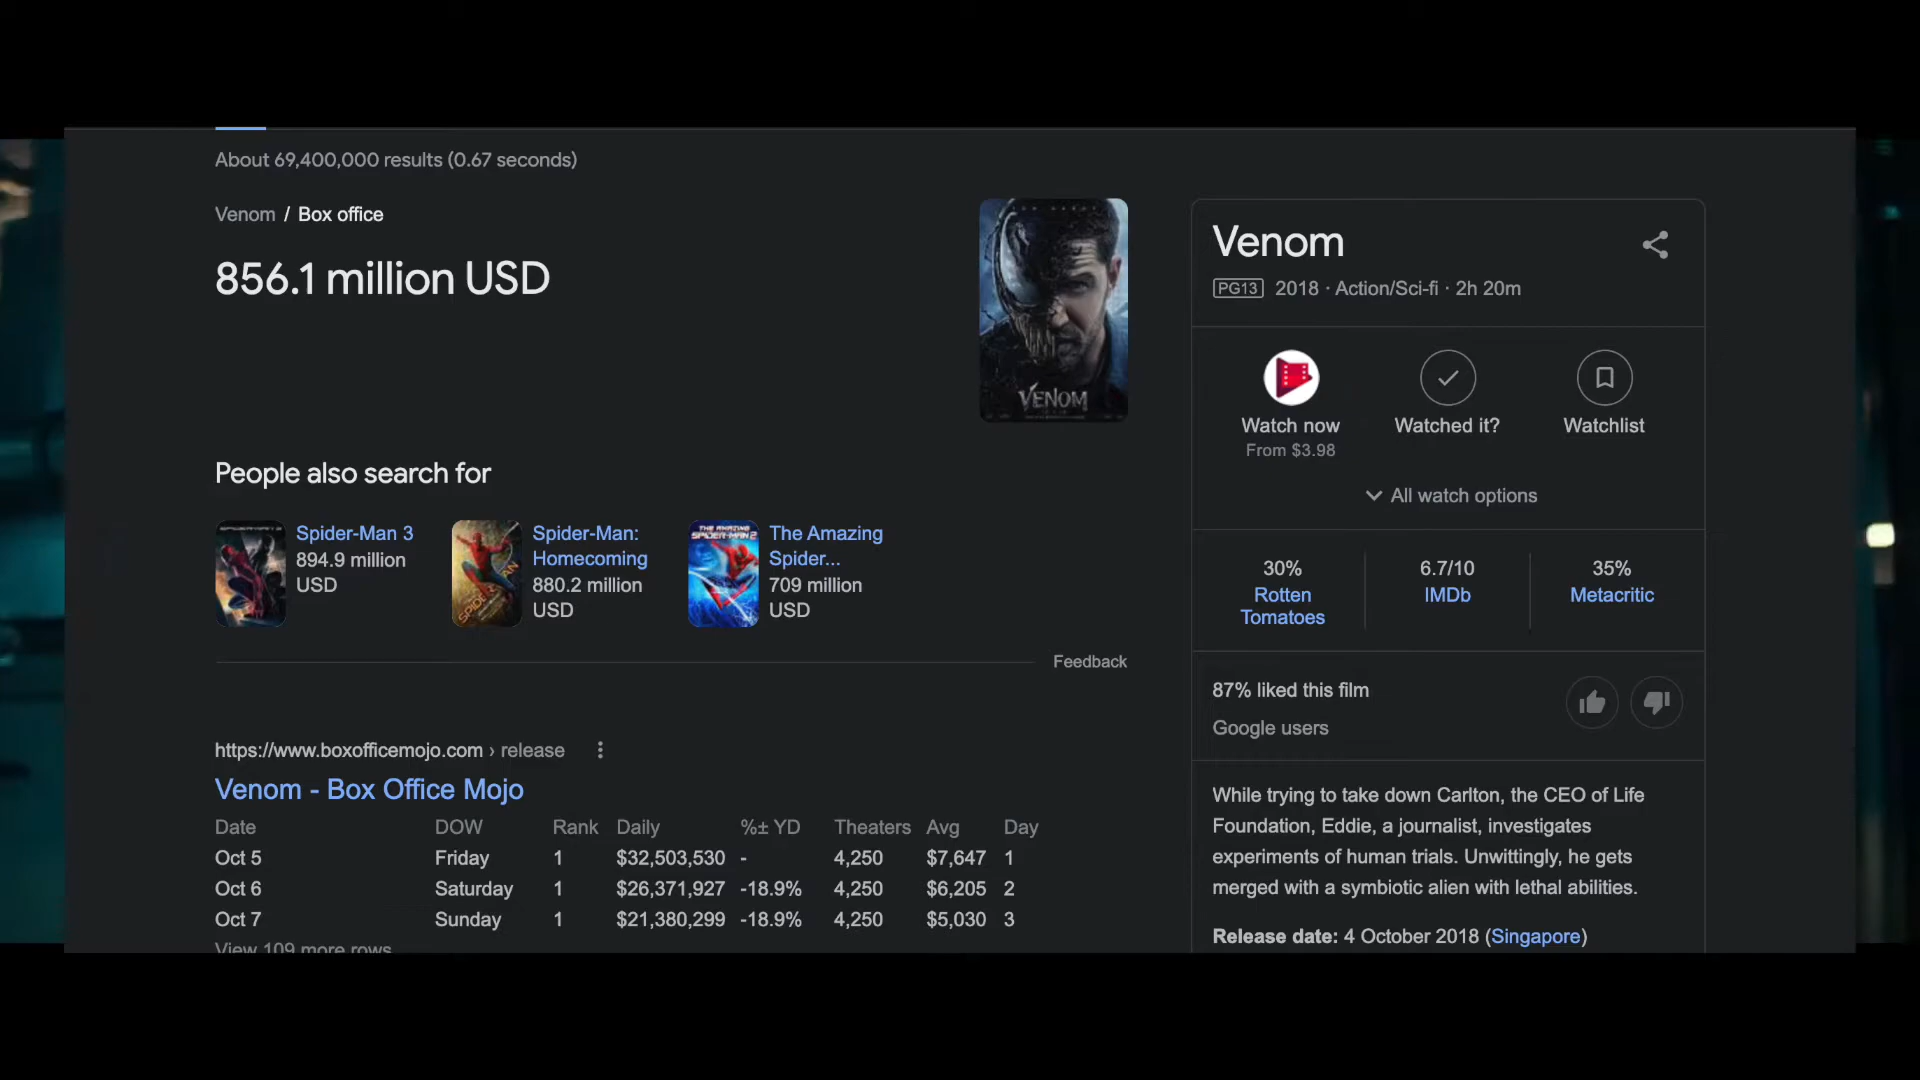 About 69,400,000 results (0.67 seconds)
Venom / Box office
856.1 million USD
VENOM
People also search for
Spider-Man 3
894.9 million
USD
Spider-Man:
Homecoming
880.2 million
USD
THE AMAZING
SPIDER-MAN 2
The Amazing
Spider...
709 million
USD
Feedback
https://www.boxofficemojo.com › release
Venom - Box Office Mojo
Date DOW Rank Daily %± YD Theaters Avg Day
Oct 5 Friday 1 $32,503,530 - 4,250 $7,647 1
Oct 6 Saturday 1 $26,371,927 -18.9% 4,250 $6,205 2
Oct 7 Sunday 1 $21,380,299 -18.9% 4,250 $5,030 3
View 109 more rows
Venom
PG13 2018 · Action/Sci-fi · 2h 20m
Watch now
From $3.98
Watched it?
Watchlist
All watch options
30%
Rotten
Tomatoes
6.7/10
IMDb
35%
Metacritic
87% liked this film
Google users
While trying to take down Carlton, the CEO of Life
Foundation, Eddie, a journalist, investigates
experiments of human trials. Unwittingly, he gets
merged with a symbiotic alien with lethal abilities.
Release date: 4 October 2018 (Singapore)